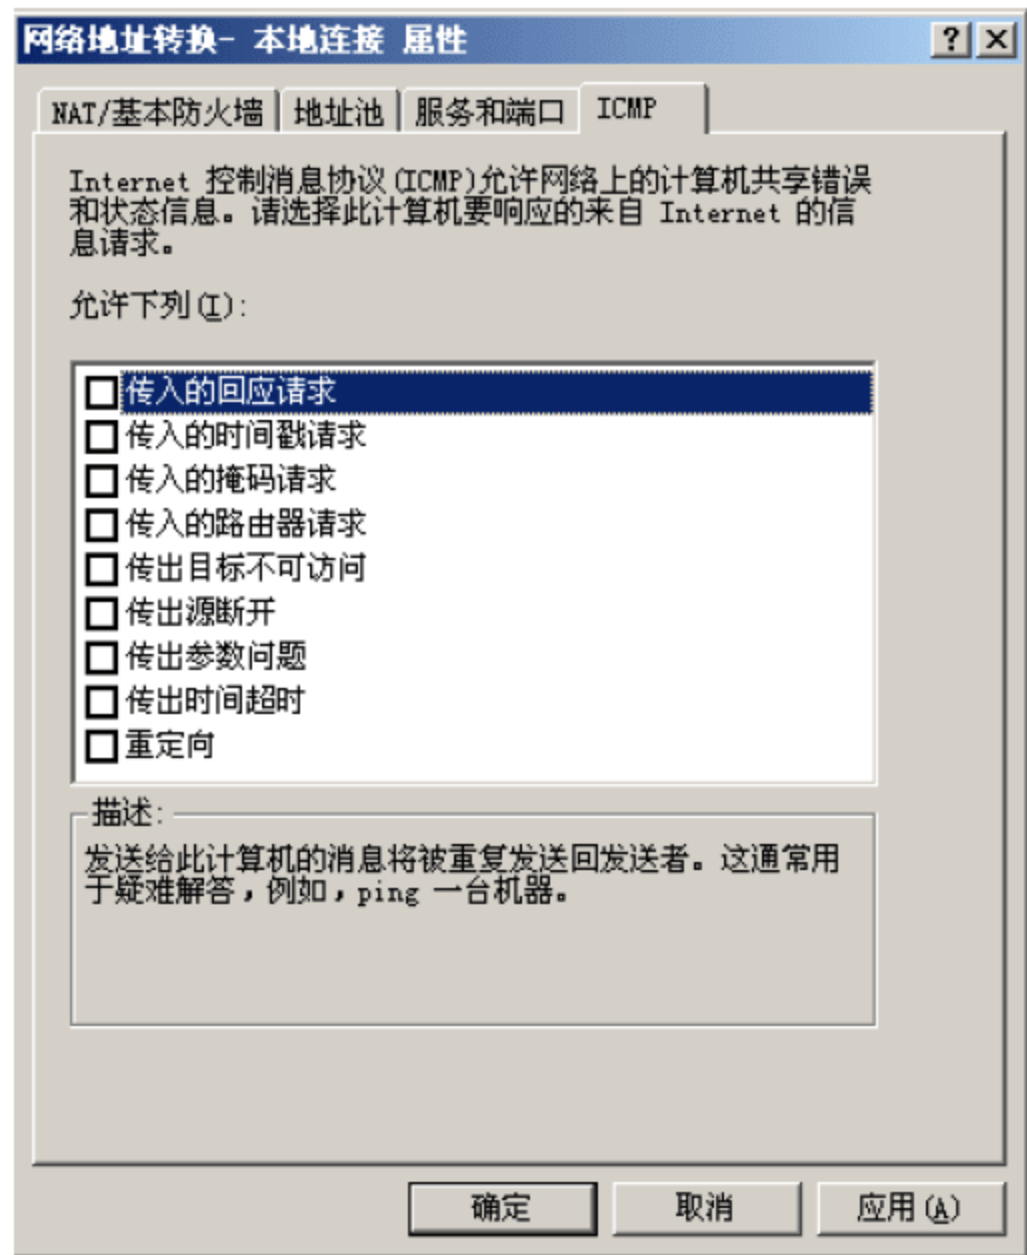 网络地址转换- 本地连接 属性
NAT/基本防火墙 地址池 服务和端口 ICMP
Internet 控制消息协议(ICMP)允许网络上的计算机共享错误
和状态信息。请选择此计算机要响应的来自 Internet 的信
息请求。
允许下列(I):
传入的回应请求
传入的时间戳请求
传入的掩码请求
传入的路由器请求
传出目标不可访问
传出源断开
传出参数问题
传出时间超时
重定向
描述:
发送给此计算机的消息将被重复发送回发送者。这通常用
于疑难解答，例如，ping 一台机器。
确定 取消 应用(A)